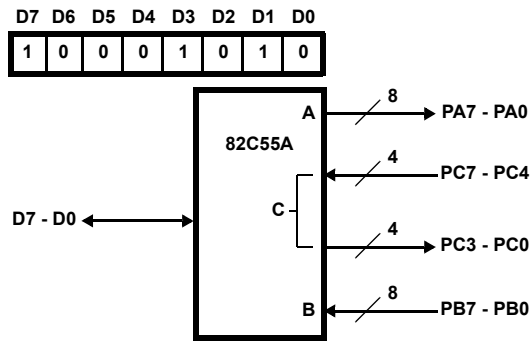 D7 D6 D5 D4 D3 D2 D1 D0
1 0 0 0 1 0 1 0
8
A
PA7 - PA0
82C55A
4
PC7 - PC4
C
D7 - D0
4
PC3 - PC0
8
B
PB7 - PB0